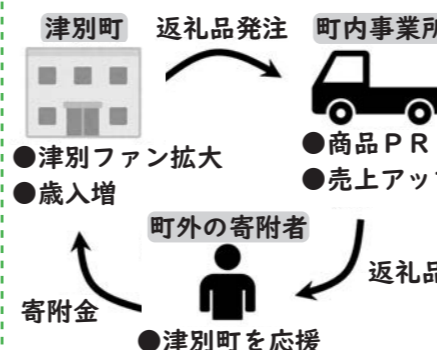 津別町
返礼品発注
町内事業所
●津別ファン拡大
●歳入増
●商品ＰＲ
●売上アップ
町外の寄附者
返礼品
寄附金
●津別町を応援